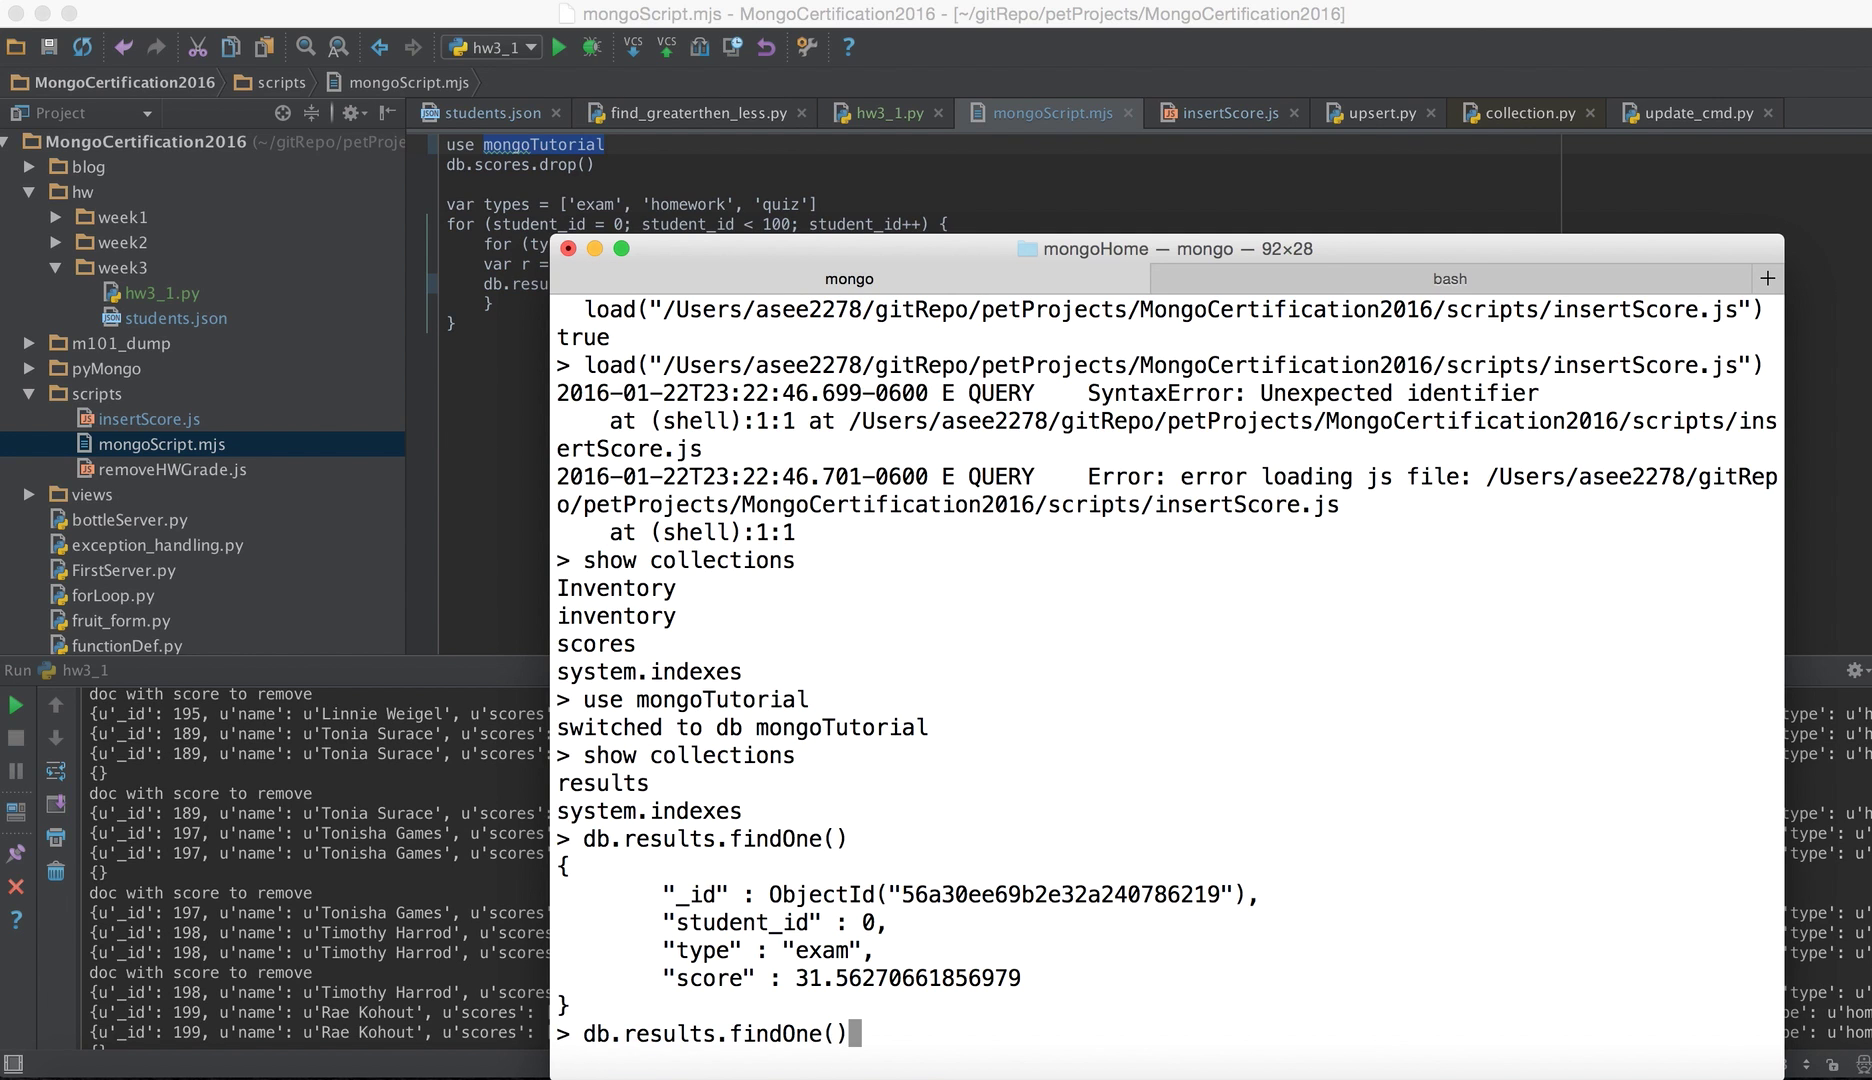 mongoScript.mjs - MongoCertification2016 - [~/gitRepo/petProjects/MongoCertification2016]
hw3_1
VCS
VCS
?
MongoCertification2016
scripts
mongoScript.mjs
Project
students.json
find_greaterthen_less.py
hw3_1.py
mongoScript.mjs
insertScore.js
upsert.py
collection.py
update_cmd.py
MongoCertification2016 (~/gitRepo/petProje
blog
hw
week1
week2
week3
hw3_1.py
students.json
m101_dump
pyMongo
scripts
insertScore.js
mongoScript.mjs
removeHWGrade.js
views
bottleServer.py
exception_handling.py
FirstServer.py
forLoop.py
fruit_form.py
functionDef.py
use mongoTutorial
db.scores.drop()
var types = ['exam', 'homework', 'quiz']
for (student_id = 0; student_id < 100; student_id++) {
for (ty
var r =
db.resu
}
}
mongoHome — mongo — 92×28
mongo
bash
+
load("/Users/asee2278/gitRepo/petProjects/MongoCertification2016/scripts/insertScore.js")
true
> load("/Users/asee2278/gitRepo/petProjects/MongoCertification2016/scripts/insertScore.js")
2016-01-22T23:22:46.699-0600 E QUERY    SyntaxError: Unexpected identifier
at (shell):1:1 at /Users/asee2278/gitRepo/petProjects/MongoCertification2016/scripts/ins
ertScore.js
2016-01-22T23:22:46.701-0600 E QUERY    Error: error loading js file: /Users/asee2278/gitRep
o/petProjects/MongoCertification2016/scripts/insertScore.js
at (shell):1:1
> show collections
Inventory
inventory
scores
system.indexes
> use mongoTutorial
switched to db mongoTutorial
> show collections
results
system.indexes
> db.results.findOne()
{
"_id" : ObjectId("56a30ee69b2e32a240786219"),
"student_id" : 0,
"type" : "exam",
"score" : 31.56270661856979
}
> db.results.findOne()
Run hw3_1
doc with score to remove
{u'_id': 195, u'name': u'Linnie Weigel', u'scores' type': u'h
{u'_id': 189, u'name': u'Tonia Surace', u'scores': type': u'h
{u'_id': 189, u'name': u'Tonia Surace', u'scores': type': u'h
{}
doc with score to remove
{u'_id': 189, u'name': u'Tonia Surace', u'scores': type': u'h
{u'_id': 197, u'name': u'Tonisha Games', u'scores' type': u'
{u'_id': 197, u'name': u'Tonisha Games', u'scores' type': u'
{}
doc with score to remove
{u'_id': 197, u'name': u'Tonisha Games', u'scores' type': u'
{u'_id': 198, u'name': u'Timothy Harrod', u'scores type': u'
{u'_id': 198, u'name': u'Timothy Harrod', u'scores type': u'
doc with score to remove
{u'_id': 198, u'name': u'Timothy Harrod', u'scores type': u'
{u'_id': 199, u'name': u'Rae Kohout', u'scores': pe': u'hom
{u'_id': 199, u'name': u'Rae Kohout', u'scores': pe': u'hom
?